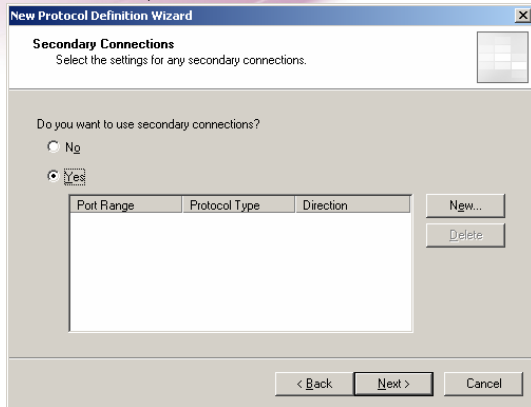 New Protocol Definition Wizard
Secondary Connections
Select the settings for any secondary connections.
Do you want to use secondary connections?
No
Yes
Port Range Protocol Type Direction
New...
Delete
< Back Next > Cancel